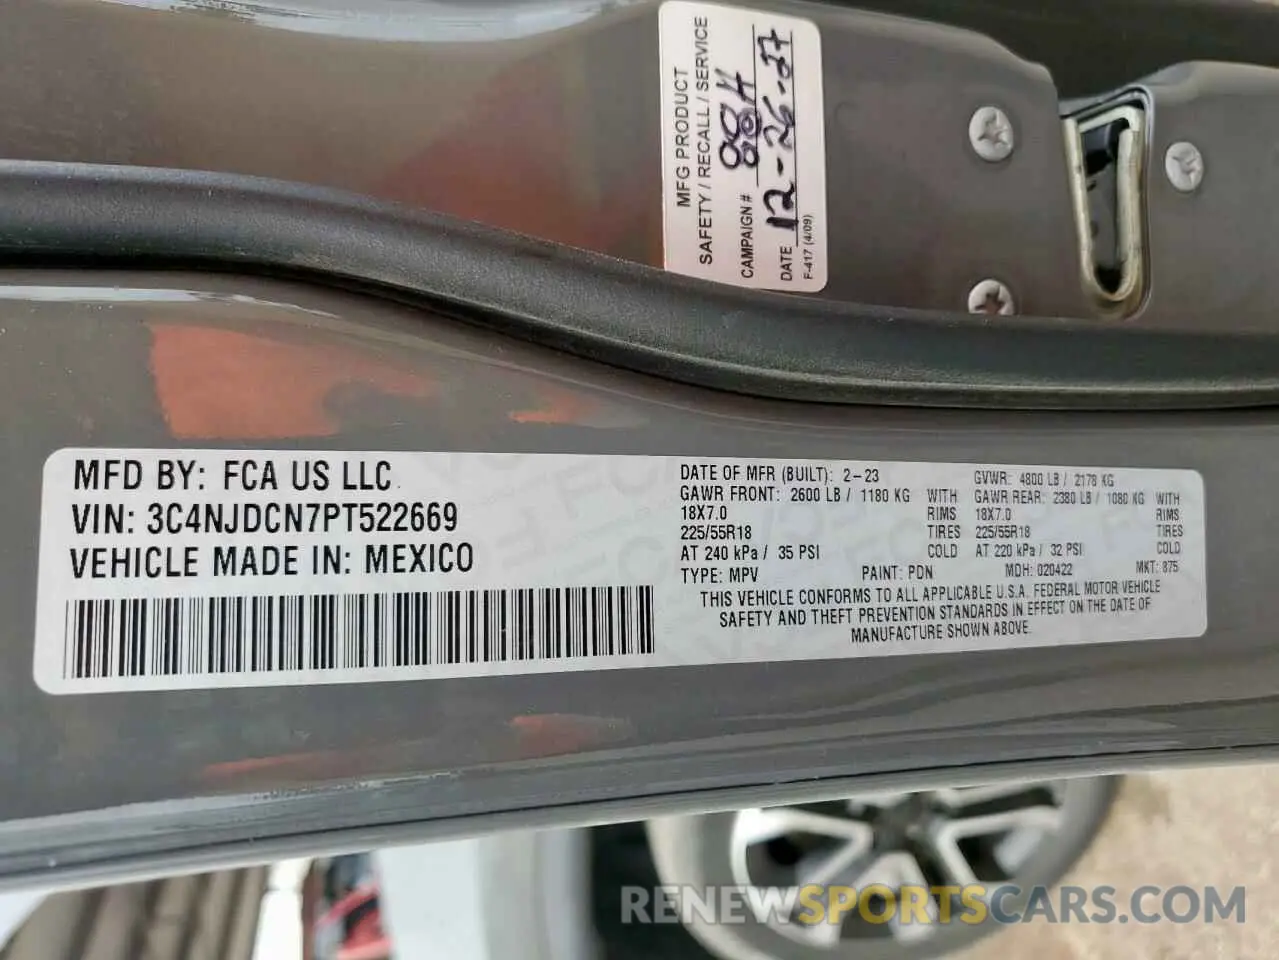 MFG PRODUCT
SAFETY / RECALL / SERVICE
CAMPAIGN # 88H
DATE 12-26-27
F-417 (4/09)
MFD BY: FCA US LLC
VIN: 3C4NJDCN7PT522669
VEHICLE MADE IN: MEXICO
DATE OF MFR (BUILT): 2-23 GVWR: 4800 LB / 2178 KG
GAWR FRONT: 2600 LB / 1180 KG WITH GAWR REAR: 2380 LB / 1080 KG WITH
18X7.0 RIMS 18X7.0 RIMS
225/55R18 TIRES 225/55R18 TIRES
AT 240 kPa / 35 PSI COLD AT 220 kPa / 32 PSI COLD
TYPE: MPV PAINT: PDN MDH: 020422 MKT: 875
THIS VEHICLE CONFORMS TO ALL APPLICABLE U.S.A. FEDERAL MOTOR VEHICLE
SAFETY AND THEFT PREVENTION STANDARDS IN EFFECT ON THE DATE OF
MANUFACTURE SHOWN ABOVE.
RENEWSPORTSCARS.COM